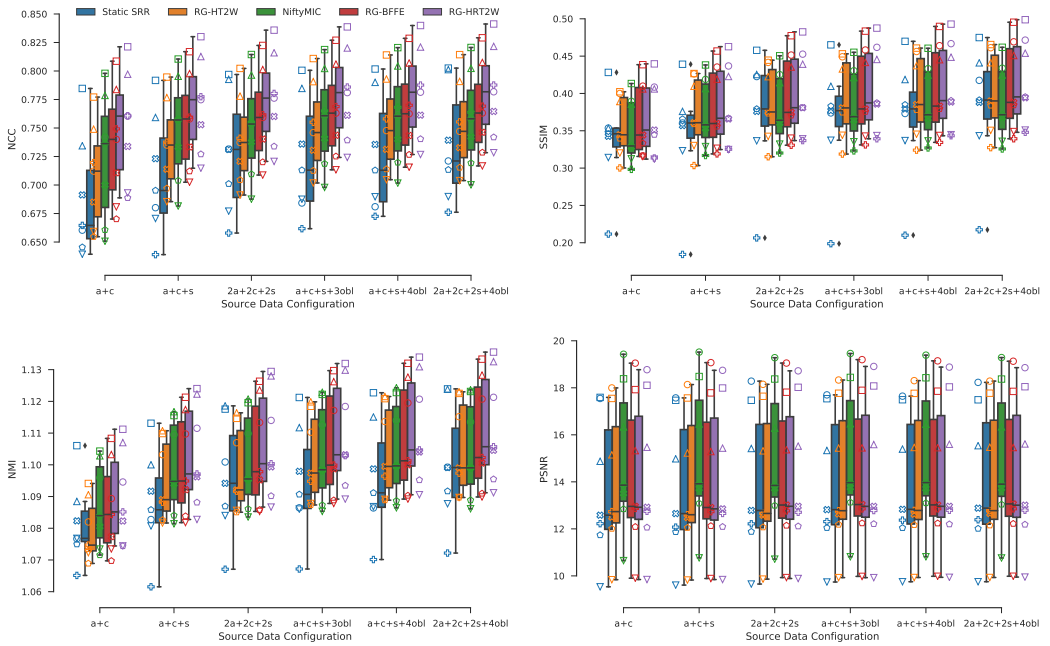 Static SRR RG-HT2W NiftyMIC RG-BFFE RG-HRT2W
0.875
0.850
0.825
0.800
0.775
0.750
0.725
0.700
0.675
0.650
NCC
a+c a+c+s 2a+2c+2s a+c+s+3obl a+c+s+4obl 2a+2c+2s+4obl
Source Data Configuration
0.50
0.45
0.40
0.35
0.30
0.25
0.20
SSIM
a+c a+c+s 2a+2c+2s a+c+s+3obl a+c+s+4obl 2a+2c+2s+4obl
Source Data Configuration
1.13
1.12
1.11
1.10
1.09
1.08
1.07
1.06
NMI
a+c a+c+s 2a+2c+2s a+c+s+3obl a+c+s+4obl 2a+2c+2s+4obl
Source Data Configuration
20
18
16
14
12
10
PSNR
a+c a+c+s 2a+2c+2s a+c+s+3obl a+c+s+4obl 2a+2c+2s+4obl
Source Data Configuration